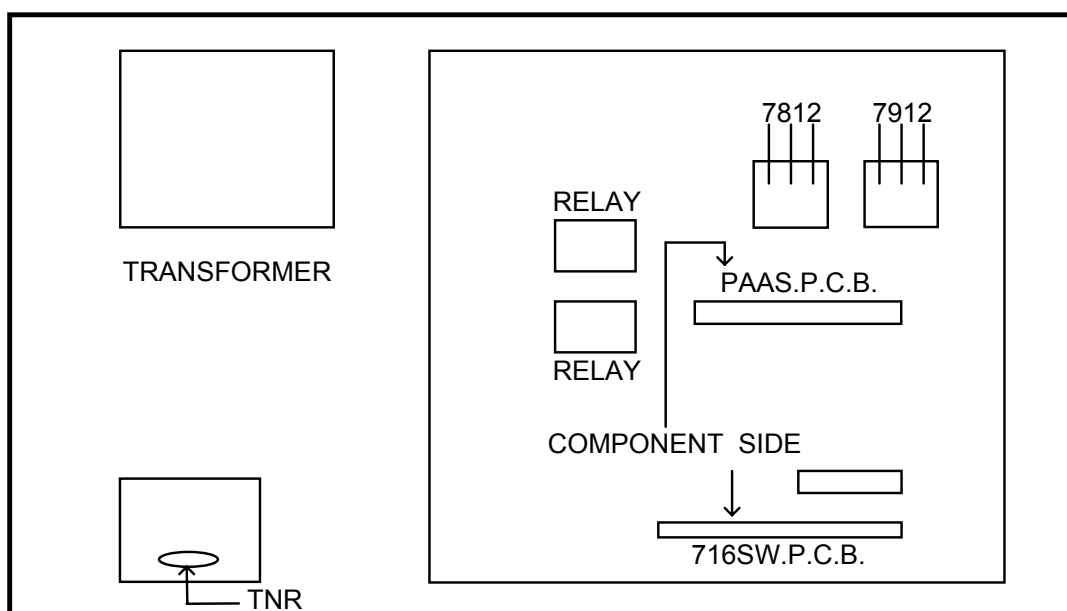 7812
7912
RELAY
TRANSFORMER
PAAS.P.C.B.
RELAY
COMPONENT SIDE
716SW.P.C.B.
TNR